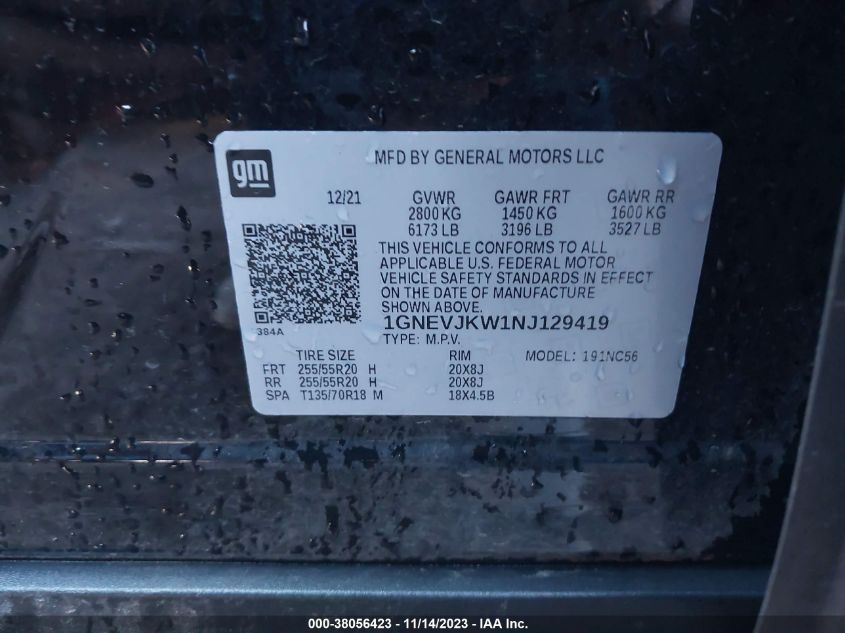 gm
MFD BY GENERAL MOTORS LLC
12/21 GVWR GAWR FRT GAWR RR
2800 KG 1450 KG 1600 KG
6173 LB 3196 LB 3527 LB
THIS VEHICLE CONFORMS TO ALL
APPLICABLE U.S. FEDERAL MOTOR
VEHICLE SAFETY STANDARDS IN EFFECT
ON THE DATE OF MANUFACTURE
SHOWN ABOVE.
384A
1GNEVJKW1NJ129419
TYPE: M.P.V. MODEL: 191NC56
TIRE SIZE RIM
FRT 255/55R20 H 20X8J
RR 255/55R20 H 20X8J
SPA T135/70R18 M 18X4.5B
000-38056423 - 11/14/2023 - IAA Inc.